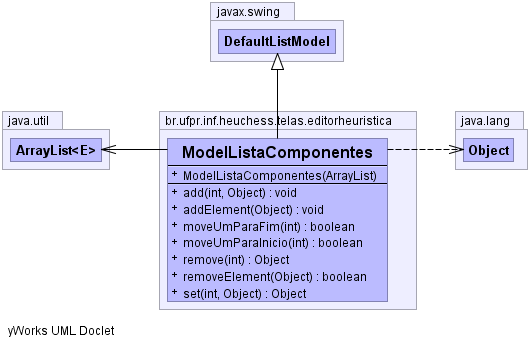 javax.swing
DefaultListModel
java.util
ArrayList<E>
br.ufpr.inf.heuchess.telas.editorheuristica
ModelListaComponentes
+ ModelListaComponentes(ArrayList)
+ add(int, Object) : void
+ addElement(Object) : void
+ moveUmParaFim(int) : boolean
+ moveUmParaInicio(int) : boolean
+ remove(int) : Object
+ removeElement(Object) : boolean
+ set(int, Object) : Object
java.lang
Object
yWorks UML Doclet